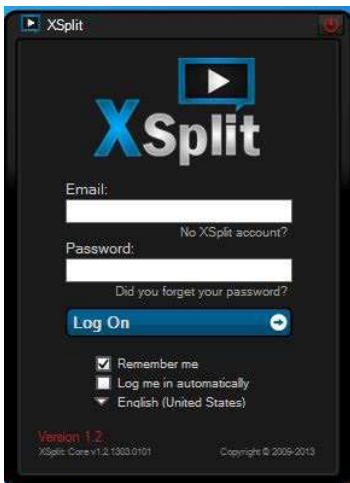 XSplit
XSplit
Email:
No XSplit account?
Password:
Did you forget your password?
Log On
Remember me
Log me in automatically
English (United States)
Version 1.2
XSplit Core v1.2.1303.0101 Copyright © 2009-2013